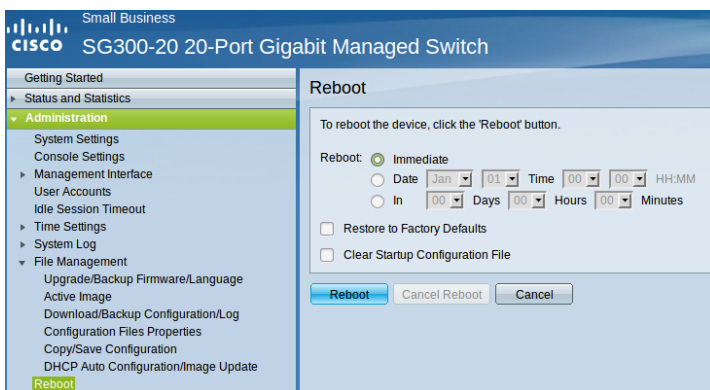 Small Business
CISCO SG300-20 20-Port Gigabit Managed Switch
Getting Started
Status and Statistics
Administration
System Settings
Console Settings
Management Interface
User Accounts
Idle Session Timeout
Time Settings
System Log
File Management
Upgrade/Backup Firmware/Language
Active Image
Download/Backup Configuration/Log
Configuration Files Properties
Copy/Save Configuration
DHCP Auto Configuration/Image Update
Reboot
Reboot
To reboot the device, click the 'Reboot' button.
Reboot: Immediate
Date Jan 01 Time 00 00 HH:MM
In 00 Days 00 Hours 00 Minutes
Restore to Factory Defaults
Clear Startup Configuration File
Reboot Cancel Reboot Cancel